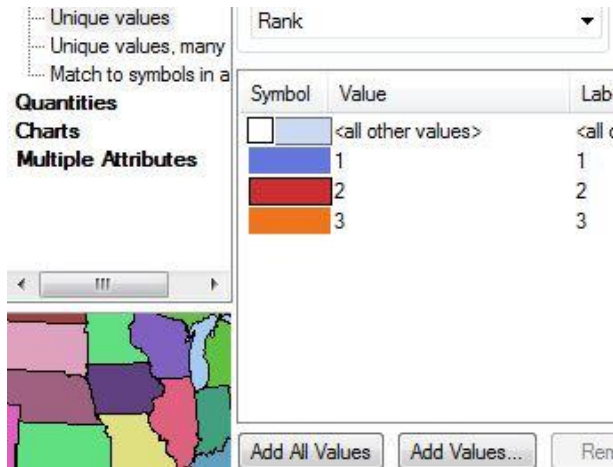 Unique values
Unique values, many
Match to symbols in a
Quantities
Charts
Multiple Attributes
Rank
Symbol Value Lab
<all other values> <all
1 1
2 2
3 3
Add All Values Add Values... Rem